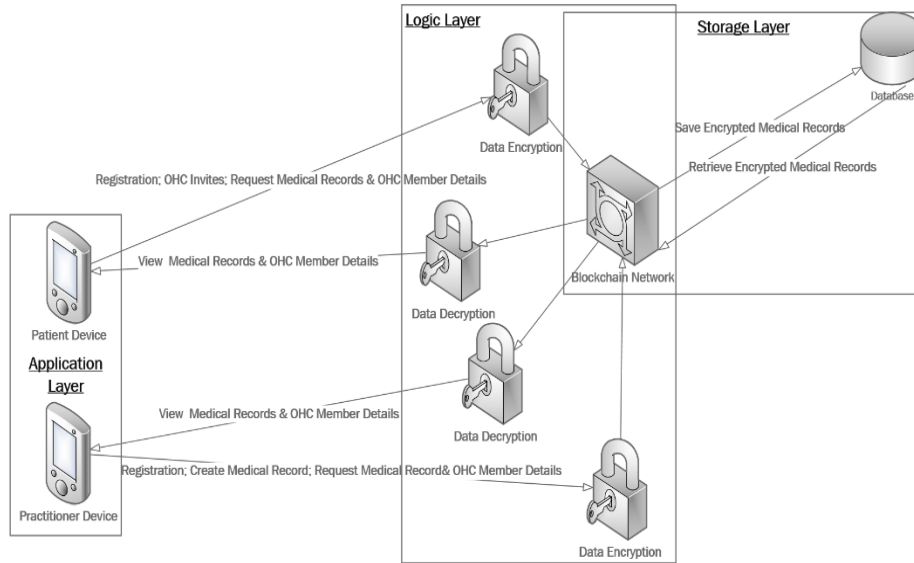 Logic Layer
Storage Layer
Database
Data Encryption
Save Encrypted Medical Records
Retrieve Encrypted Medical Records
Registration; OHC Invites; Request Medical Records & OHC Member Details
View  Medical Records & OHC Member Details
Blockchain Network
Data Decryption
Patient Device
Application
Layer
View  Medical Records & OHC Member Details
Data Decryption
Registration; Create Medical Record; Request Medical Record& OHC Member Details
Practitioner Device
Data Encryption